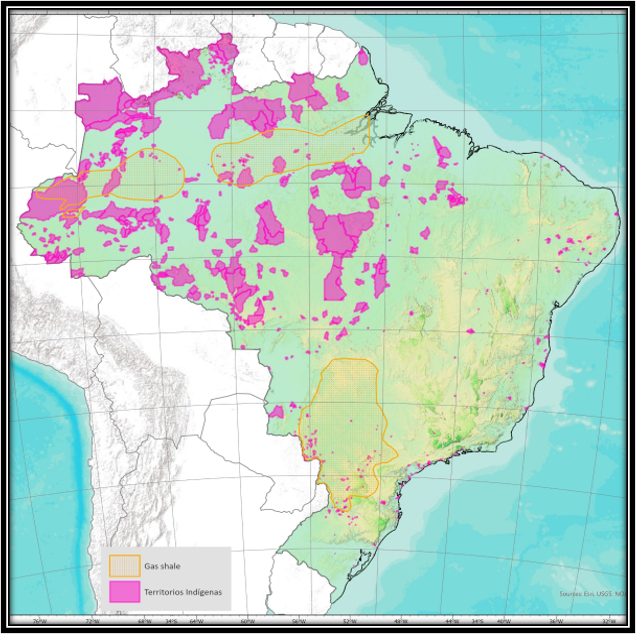 Gas shale
Territorios Indígenas
Sources: Esri, USGS, NO
76°W 72°W 68°W 64°W 60°W 56°W 52°W 48°W 44°W 40°W 36°W 32°W